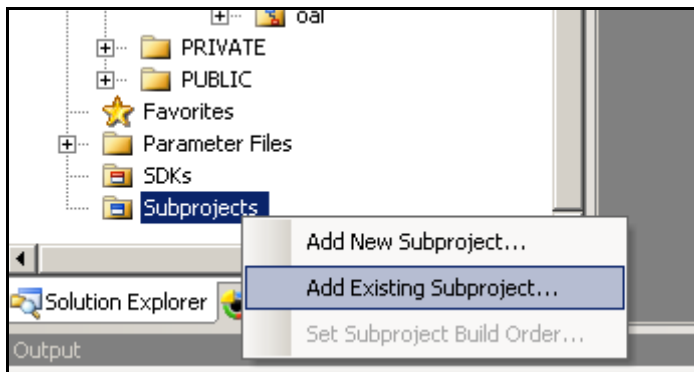 oal
PRIVATE
PUBLIC
Favorites
Parameter Files
SDKs
Subprojects
Add New Subproject...
Add Existing Subproject...
Set Subproject Build Order...
Solution Explorer
Output